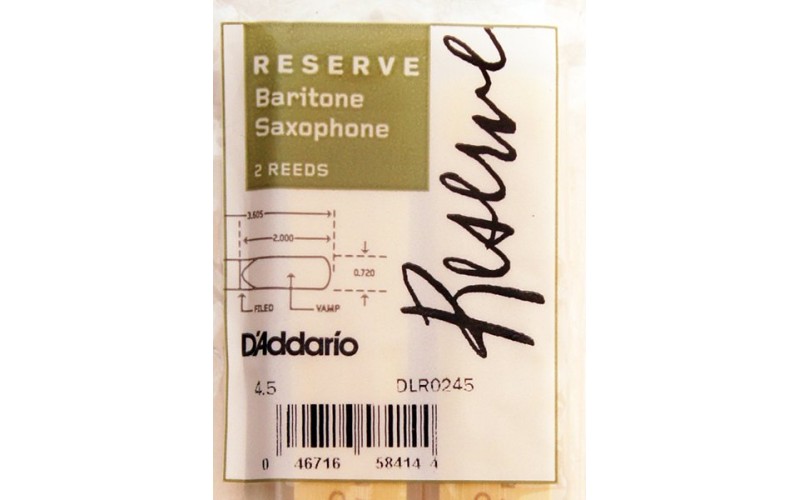 RESERVE
Baritone
Saxophone
2 REEDS
Reserve
3.605
2.000
0.720
FILED
VAMP
D'Addario
4.5
DLR0245
0 46716 58414 4